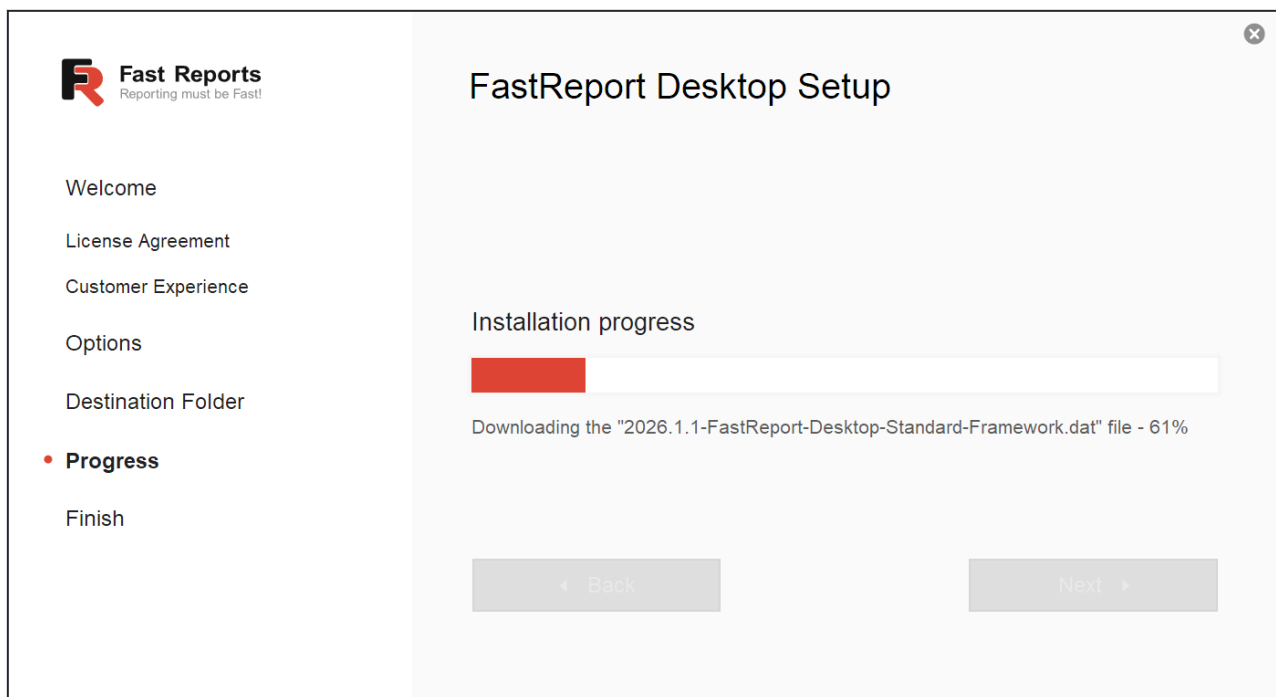 Fast Reports
Reporting must be Fast!
Welcome
License Agreement
Customer Experience
Options
Destination Folder
Progress
Finish
FastReport Desktop Setup
Installation progress
Downloading the "2026.1.1-FastReport-Desktop-Standard-Framework.dat" file - 61%
Back
Next